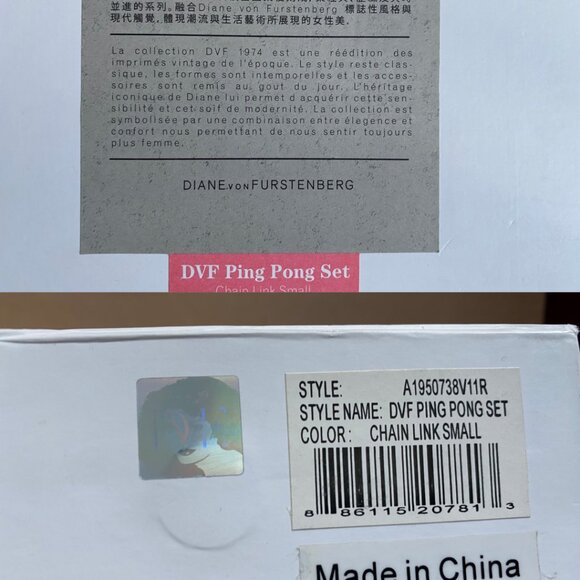 並進的系列。融合Diane von Furstenberg 標誌性風格與
現代觸覺，體現潮流與生活藝術所展現的女性美。
La collection DVF 1974 est une réédition des
imprimés vintage de l'époque. Le style reste clas-
sique, les formes sont intemporelles et les acces-
soires sont remis au gout du jour. L'héritage
iconique de Diane lui permet d acquérir cette sen-
sibilité et cet soif de modernité. La collection est
symbolisée par une combinaison entre élégance et
confort nous permettant de nous sentir toujours
plus femme.
DIANE VON FURSTENBERG
DVF Ping Pong Set
Chain Link Small
STYLE: A1950738V11R
STYLE NAME: DVF PING PONG SET
COLOR: CHAIN LINK SMALL
8 86115 20781 3
Made in China